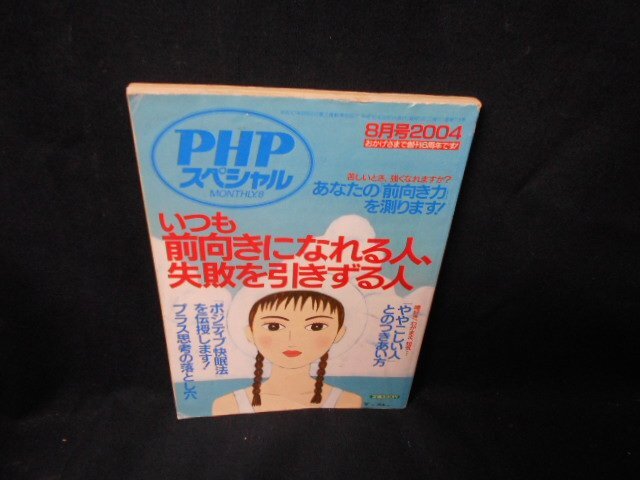 PHP
スペシャル
MONTHLY.8
8月号2004
おかげさまで創刊6周年です!
苦しいとき、強くなれますか?
あなたの「前向き力」
を測ります!
いつも
前向きになれる人、
失敗を引きずる人
「ややこしい人」
とのつきあい方
ポジティブ快眠法
を伝授します!
プラス思考の落とし穴